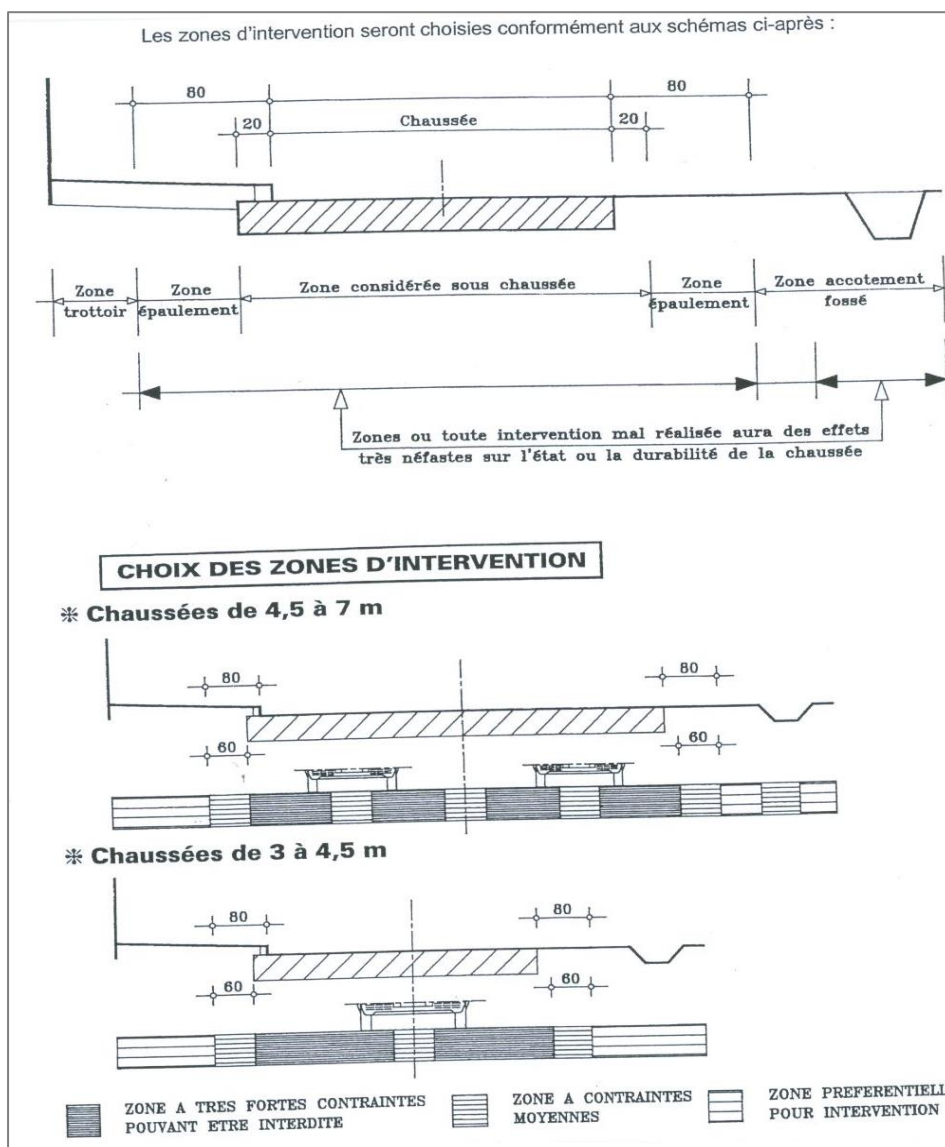 Les zones d'intervention seront choisies conformément aux schémas ci-après :
80
80
20
Chaussée
20
Zone
trottoir
Zone
épaulement
Zone considérée sous chaussée
Zone
épaulement
Zone accotement
fossé
Zones ou toute intervention mal réalisée aura des effets
très néfastes sur l'état ou la durabilité de la chaussée
CHOIX DES ZONES D'INTERVENTION
❊ Chaussées de 4,5 à 7 m
80
80
60
60
❊ Chaussées de 3 à 4,5 m
80
80
60
60
ZONE A TRES FORTES CONTRAINTES
POUVANT ETRE INTERDITE
ZONE A CONTRAINTES
MOYENNES
ZONE PREFERENTIELL
POUR INTERVENTION